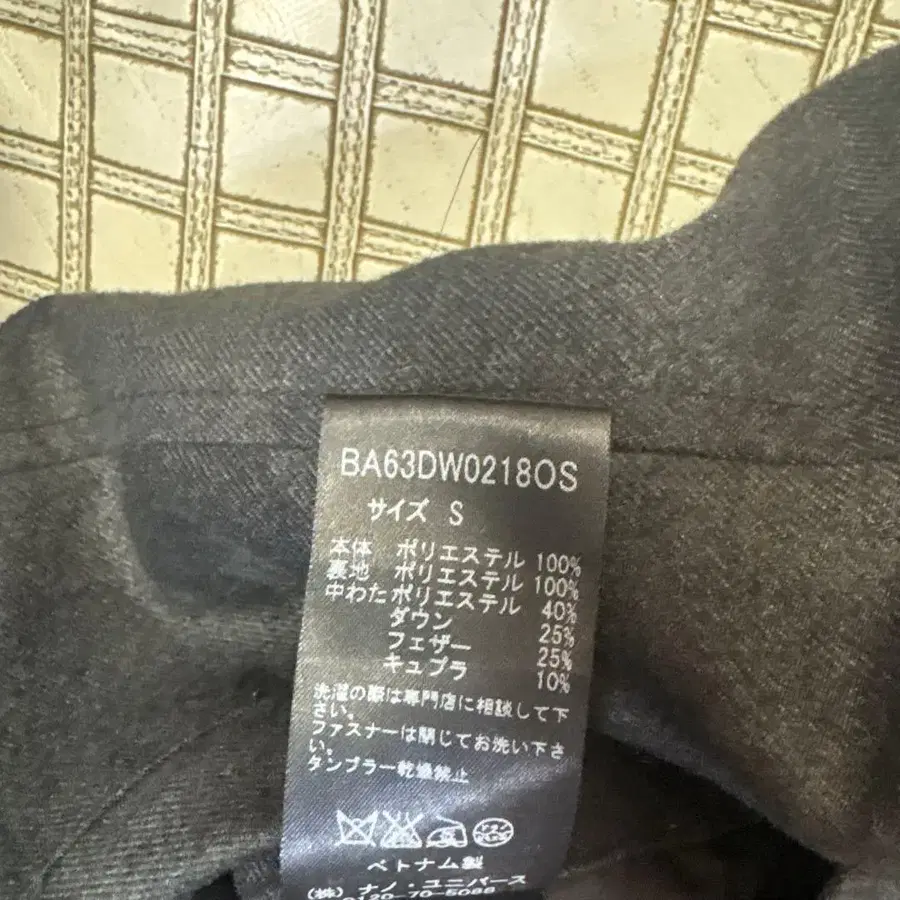 BA63DW0218OS
サイズ S
本体 ポリエステル 100%
裏地 ポリエステル 100%
中わた ポリエステル 40%
ダウン 25%
フェザー 25%
キュプラ 10%
洗濯の際は専門店に相談して下
さい。
ファスナーは閉じてお洗い下さ
い。
タンブラー乾燥禁止
ベトナム製
(株) ナノ・ユニバース
0120-70-5088